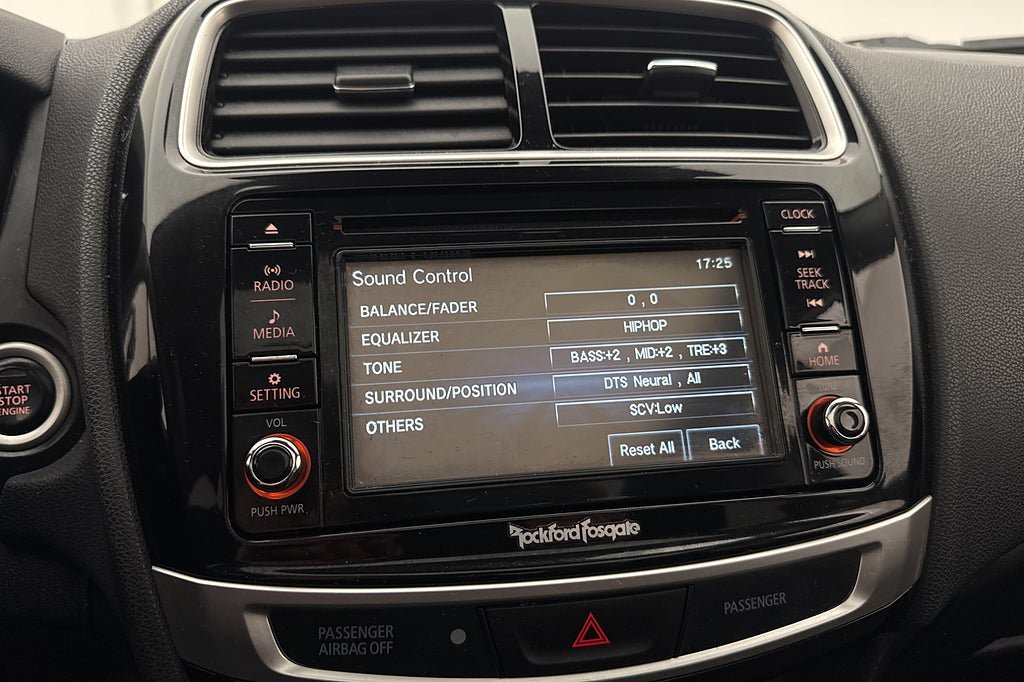 CLOCK
RADIO
MEDIA
SETTING
VOL
PUSH PWR
START
STOP
ENGINE
Sound Control 17:25
BALANCE/FADER 0 , 0
EQUALIZER HIPHOP
TONE BASS:+2 , MID:+2 , TRE:+3
SURROUND/POSITION DTS Neural , All
OTHERS SCV:Low
Reset All Back
SEEK
TRACK
HOME
TUNE
PUSH SOUND
Rockford Fosgate
PASSENGER
AIRBAG OFF
PASSENGER